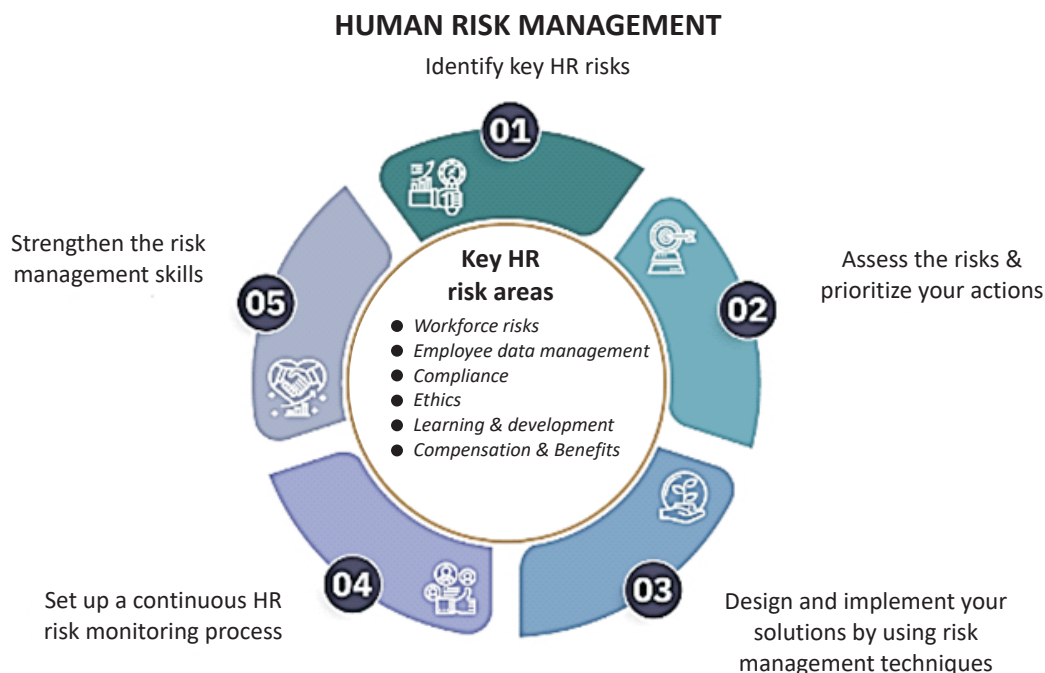 HUMAN RISK MANAGEMENT
Identify key HR risks
01
Assess the risks &
prioritize your actions
02
Design and implement your
solutions by using risk
management techniques
03
Set up a continuous HR
risk monitoring process
04
Strengthen the risk
management skills
05
Key HR
risk areas
● Workforce risks
● Employee data management
● Compliance
● Ethics
● Learning & development
● Compensation & Benefits